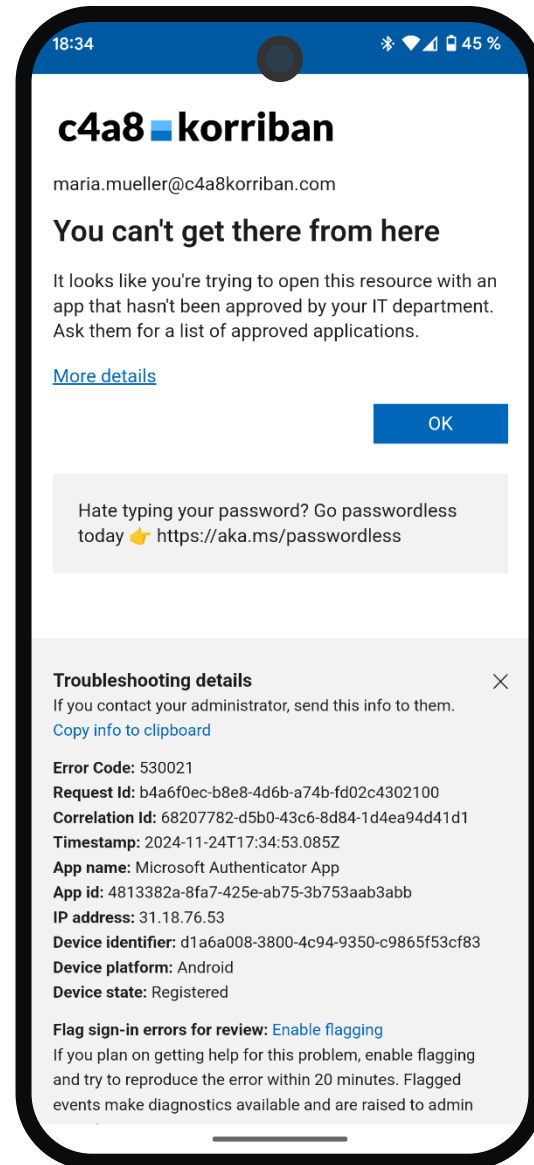 18:34
45 %
c4a8 korriban
maria.mueller@c4a8korriban.com
You can't get there from here
It looks like you're trying to open this resource with an
app that hasn't been approved by your IT department.
Ask them for a list of approved applications.
More details
OK
Hate typing your password? Go passwordless
today 👉 https://aka.ms/passwordless
Troubleshooting details
If you contact your administrator, send this info to them.
Copy info to clipboard
Error Code: 530021
Request Id: b4a6f0ec-b8e8-4d6b-a74b-fd02c4302100
Correlation Id: 68207782-d5b0-43c6-8d84-1d4ea94d41d1
Timestamp: 2024-11-24T17:34:53.085Z
App name: Microsoft Authenticator App
App id: 4813382a-8fa7-425e-ab75-3b753aab3abb
IP address: 31.18.76.53
Device identifier: d1a6a008-3800-4c94-9350-c9865f53cf83
Device platform: Android
Device state: Registered
Flag sign-in errors for review: Enable flagging
If you plan on getting help for this problem, enable flagging
and try to reproduce the error within 20 minutes. Flagged
events make diagnostics available and are raised to admin